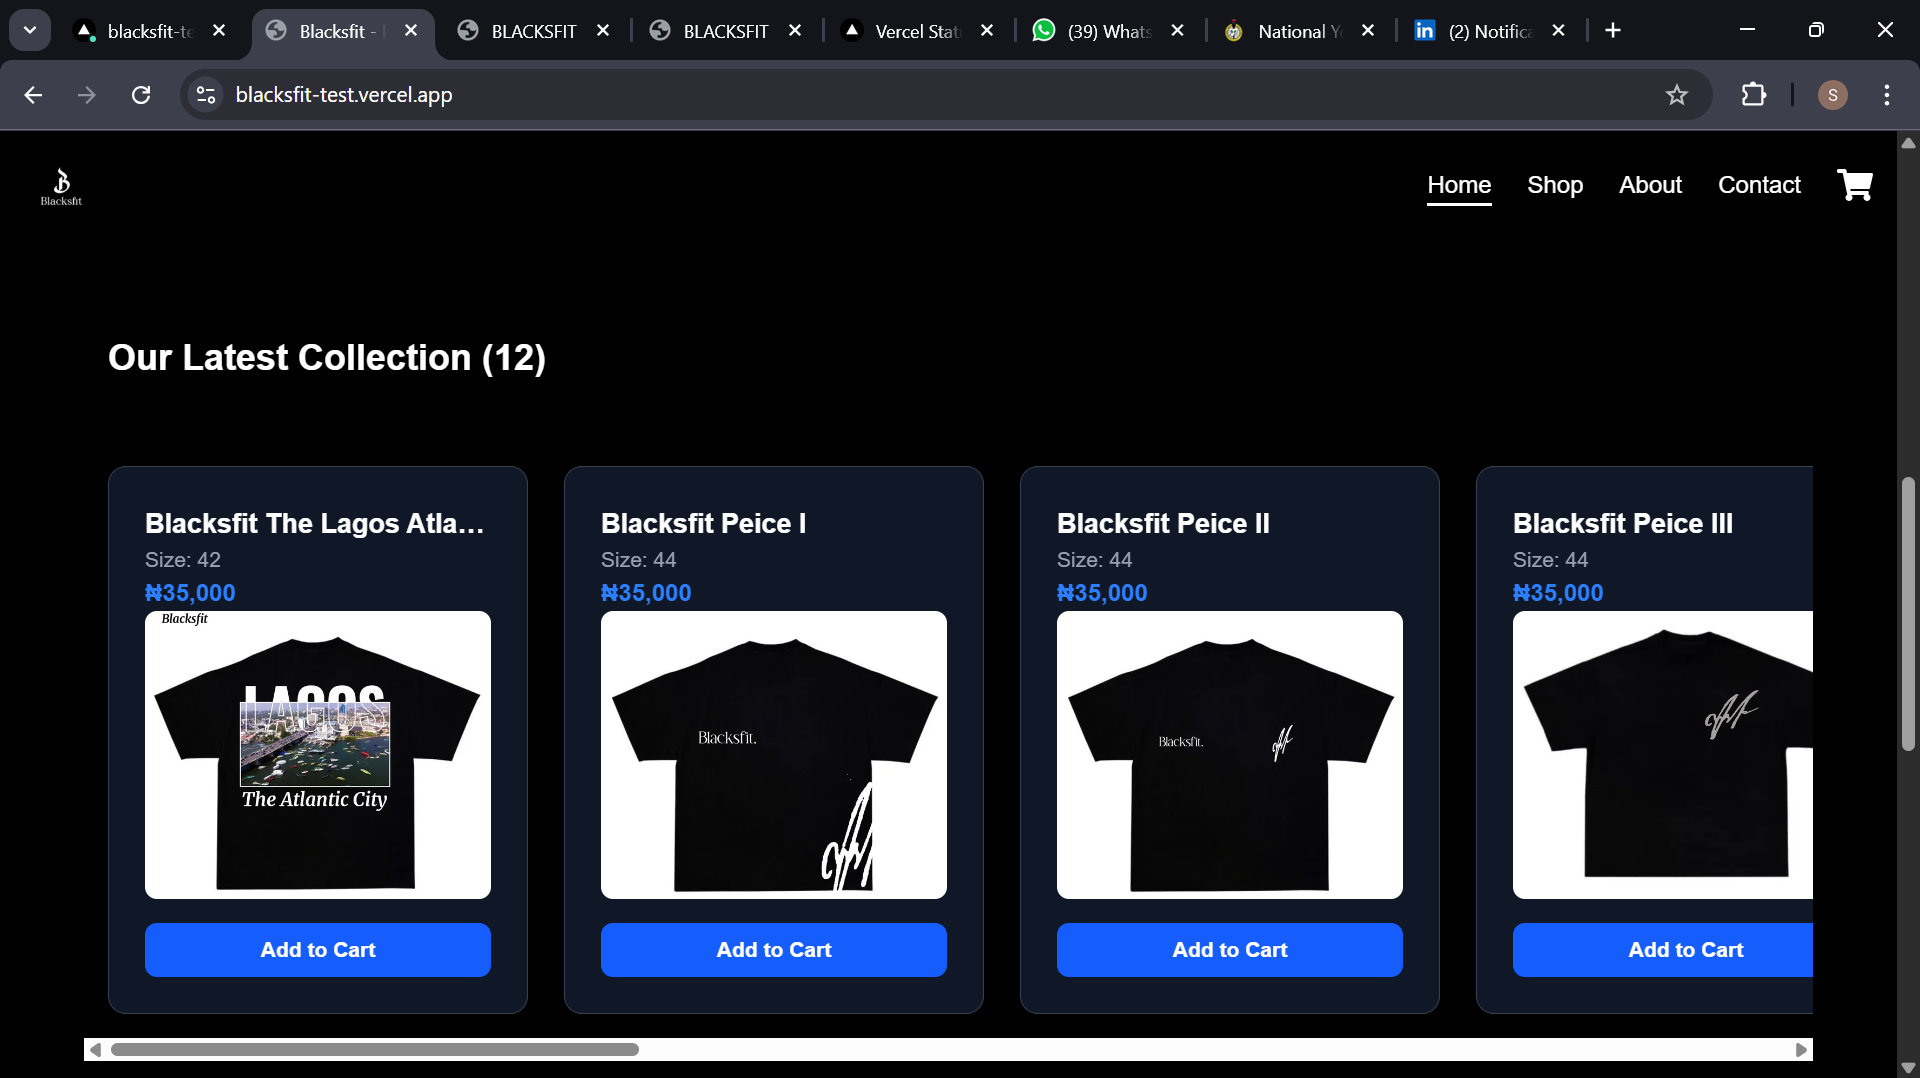 blacksfit-te
Blacksfit -
BLACKSFIT
BLACKSFIT
Vercel Stat
(39) Whats
National Y
(2) Notifica
blacksfit-test.vercel.app
S
Blacksfit
Home
Shop
About
Contact
Our Latest Collection (12)
Blacksfit The Lagos Atla...
Size: 42
₦35,000
Blacksfit
LAGOS
The Atlantic City
Add to Cart
Blacksfit Peice I
Size: 44
₦35,000
Blacksfit.
Add to Cart
Blacksfit Peice II
Size: 44
₦35,000
Blacksfit.
Add to Cart
Blacksfit Peice III
Size: 44
₦35,000
Add to Cart